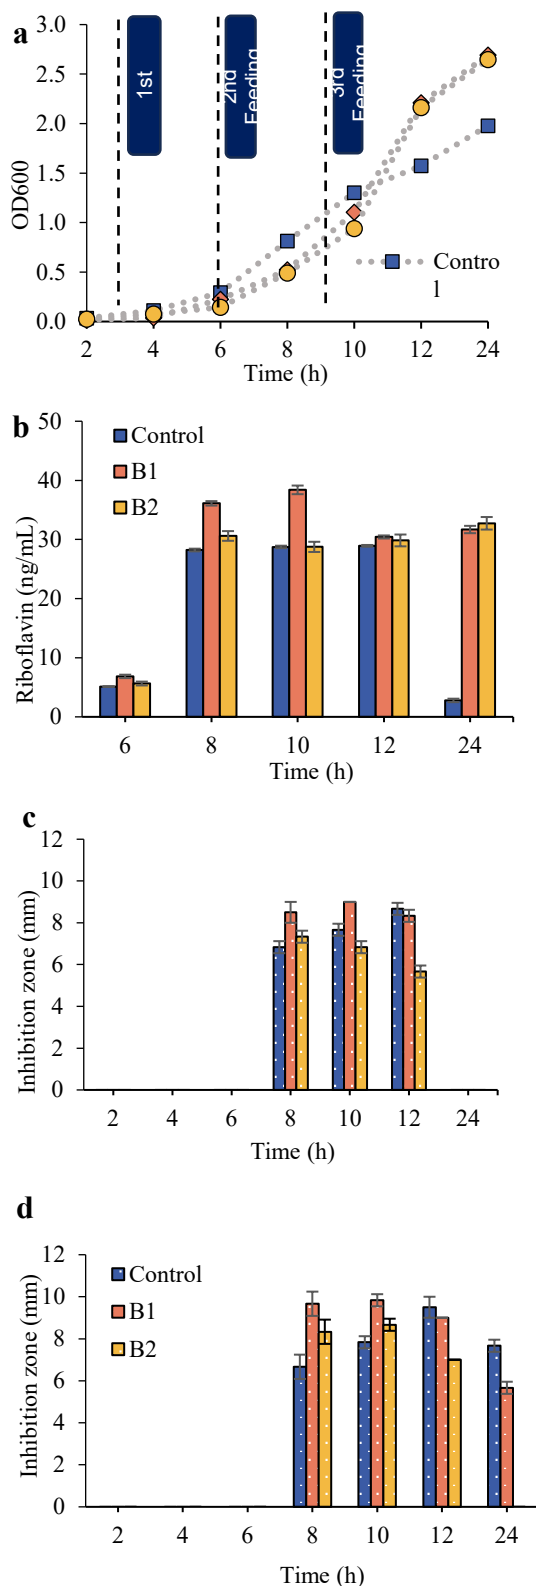 a
3.0
2.5
2.0
1.5
1.0
0.5
0.0
OD600
1st
2nd
Feeding
3rd
Feeding
Contro
l
2 4 6 8 10 12 24
Time (h)
b
50
40
30
20
10
0
Riboflavin (ng/mL)
Control
B1
B2
6 8 10 12 24
Time (h)
c
12
10
8
6
4
2
0
Inhibition zone (mm)
2 4 6 8 10 12 24
Time (h)
d
12
10
8
6
4
2
0
Inhibition zone (mm)
Control
B1
B2
2 4 6 8 10 12 24
Time (h)